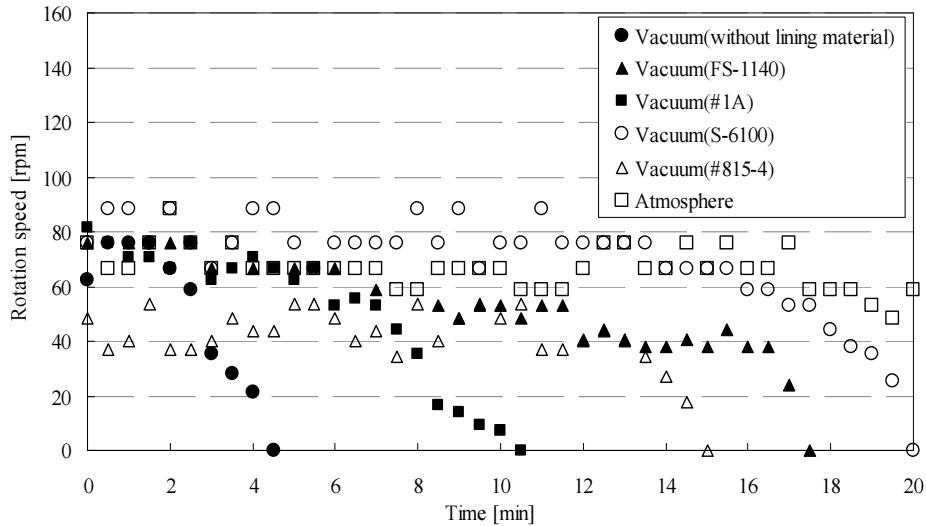 160
140
120
100
80
60
40
20
0
Rotation speed [rpm]
Vacuum(without lining material)
Vacuum(FS-1140)
Vacuum(#1A)
Vacuum(S-6100)
Vacuum(#815-4)
Atmosphere
0 2 4 6 8 10 12 14 16 18 20
Time [min]